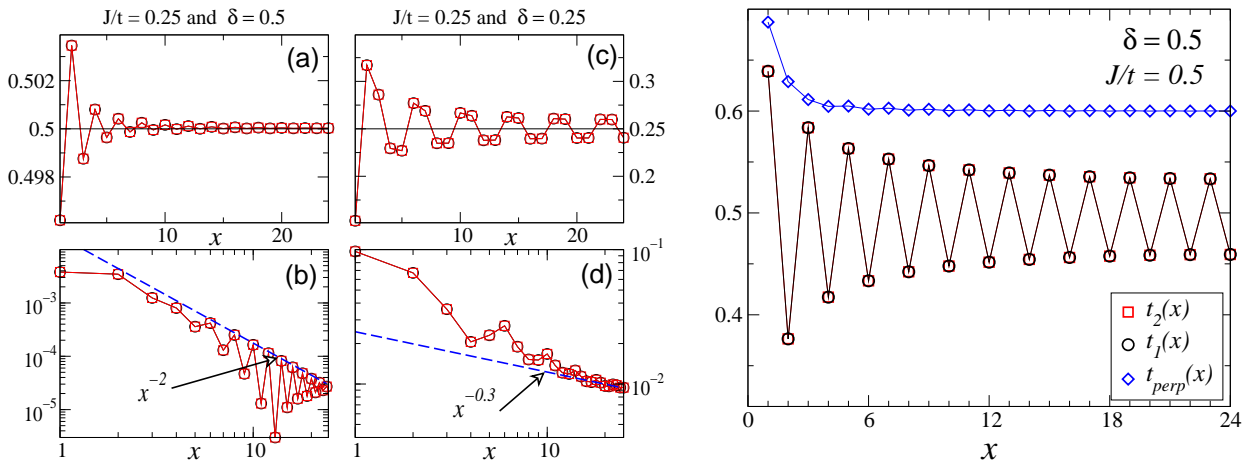 J/t = 0.25 and δ = 0.5
(a)
0.502
0.5
0.498
10
20
x
(b)
10⁻³
10⁻⁴
10⁻⁵
x⁻²
1
10
x
J/t = 0.25 and δ = 0.25
(c)
0.3
0.25
0.2
10
20
x
(d)
10⁻¹
10⁻²
x⁻⁰·³
1
10
x
δ = 0.5
J/t = 0.5
0.6
0.5
0.4
t₂(x)
t₁(x)
tₚₑᵣₚ(x)
0
6
12
18
24
x